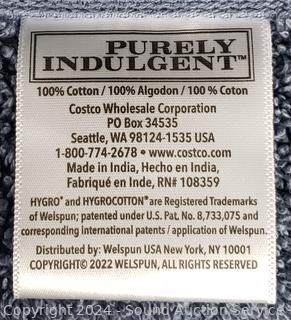 PURELY
INDULGENT™
100% Cotton / 100% Algodon / 100 % Coton
Costco Wholesale Corporation
PO Box 34535
Seattle, WA 98124-1535 USA
1-800-774-2678 • www.costco.com
Made in India, Hecho en India,
Fabriqué en Inde, RN# 108359
HYGRO® and HYGROCOTTON® are Registered Trademarks
of Welspun; patented under U.S. Pat. No. 8,733,075 and
corresponding international patents / application of Welspun.
Distributed by: Welspun USA New York, NY 10001
COPYRIGHT© 2022 WELSPUN, ALL RIGHTS RESERVED
Copyright 2024 - Sound Auction Service